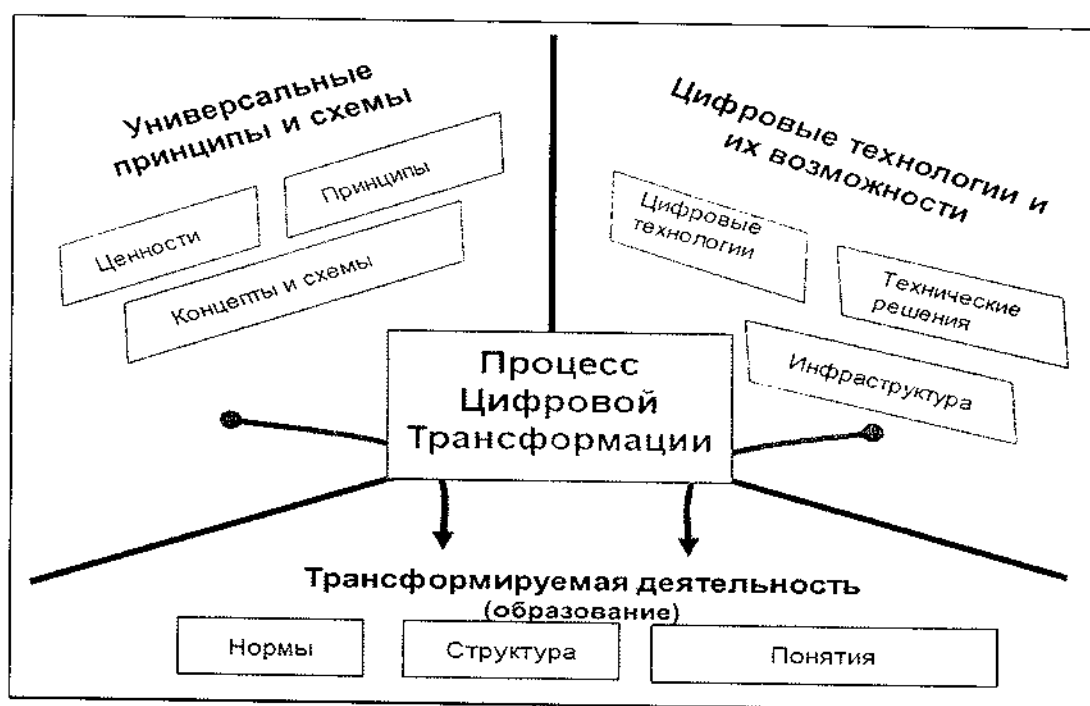 Универсальные
принципы и схемы
Принципы
Ценности
Концепты и схемы
Цифровые технологии и
их возможности
Цифровые
технологии
Технические
решения
Инфраструктура
Процесс
Цифровой
Трансформации
Трансформируемая деятельность
(образование)
Нормы
Структура
Понятия